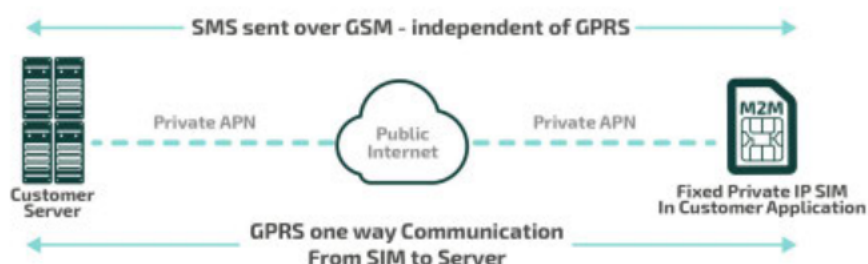 SMS sent over GSM - independent of GPRS
Private APN
Public
Internet
Private APN
M2M
Customer
Server
Fixed Private IP SIM
In Customer Application
GPRS one way Communication
From SIM to Server